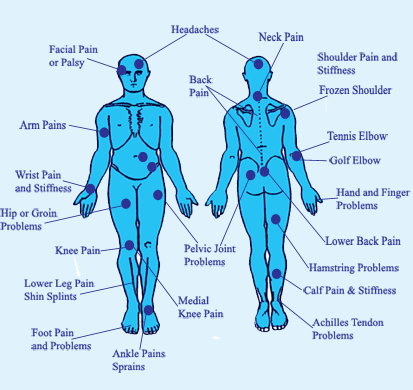 Headaches
Neck Pain
Facial Pain
or Palsy
Shoulder Pain and
Stiffness
Back
Pain
Frozen Shoulder
Arm Pains
Tennis Elbow
Golf Elbow
Wrist Pain
and Stiffness
Hand and Finger
Problems
Hip or Groin
Problems
Lower Back Pain
Knee Pain
Pelvic Joint
Problems
Hamstring Problems
Lower Leg Pain
Shin Splints
Calf Pain & Stiffness
Medial
Knee Pain
Foot Pain
and Problems
Achilles Tendon
Problems
Ankle Pains
Sprains